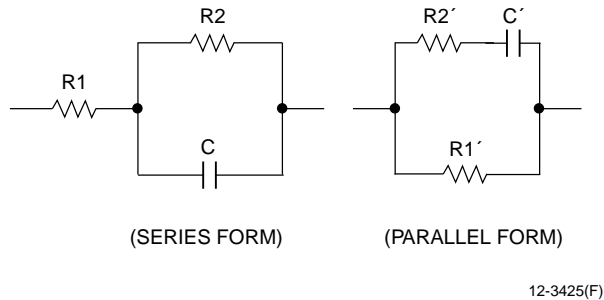 R2
R1
C
(SERIES FORM)
R2´
C´
R1´
(PARALLEL FORM)
12-3425(F)